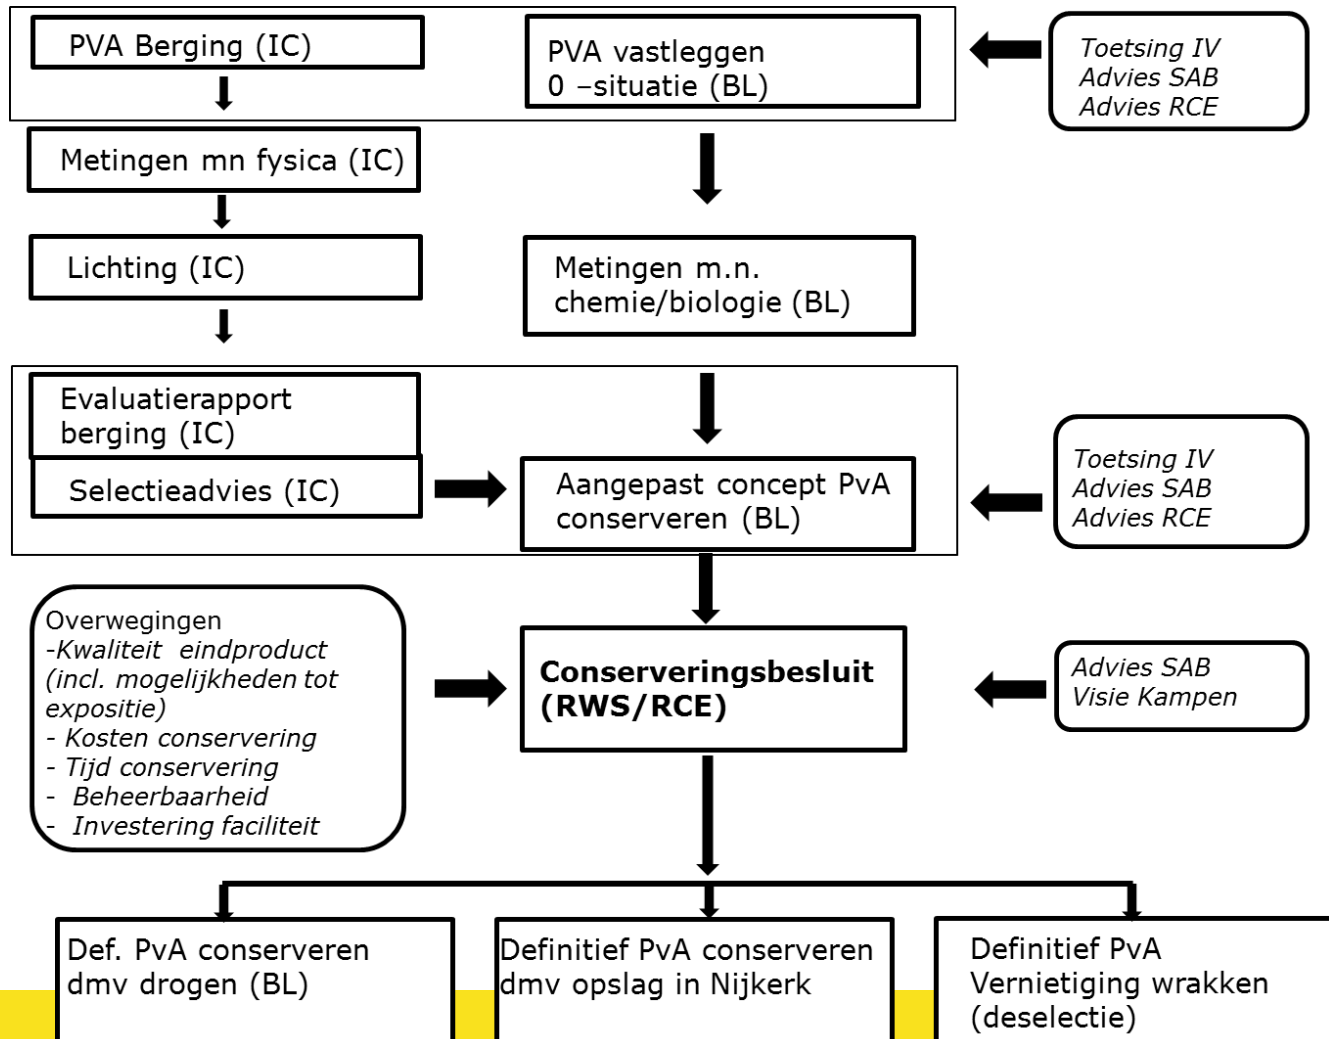 PVA Berging (IC)
PVA vastleggen
0 –situatie (BL)
Toetsing IV
Advies SAB
Advies RCE
Metingen mn fysica (IC)
Lichting (IC)
Metingen m.n.
chemie/biologie (BL)
Evaluatierapport
berging (IC)
Selectieadvies (IC)
Aangepast concept PvA
conserveren (BL)
Toetsing IV
Advies SAB
Advies RCE
Overwegingen
-Kwaliteit eindproduct
(incl. mogelijkheden tot
expositie)
- Kosten conservering
- Tijd conservering
- Beheerbaarheid
- Investering faciliteit
Conserveringsbesluit
(RWS/RCE)
Advies SAB
Visie Kampen
Def. PvA conserveren
dmv drogen (BL)
Definitief PvA conserveren
dmv opslag in Nijkerk
Definitief PvA
Vernietiging wrakken
(deselectie)